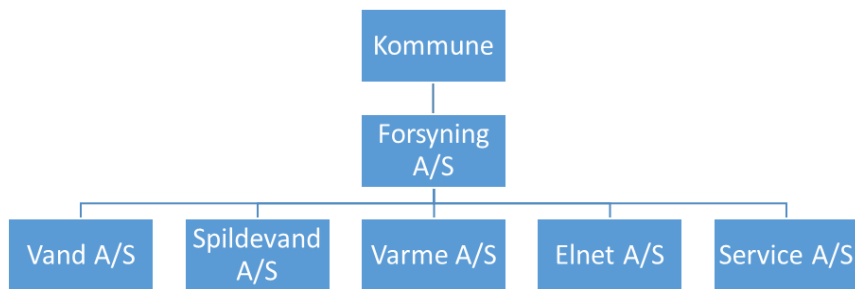 Kommune
Forsyning
A/S
Vand A/S
Spildevand
A/S
Varme A/S
Elnet A/S
Service A/S